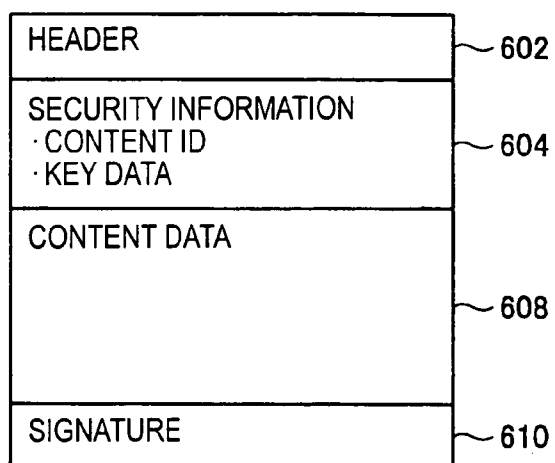 HEADER
602
SECURITY INFORMATION
· CONTENT ID
· KEY DATA
604
CONTENT DATA
608
SIGNATURE
610